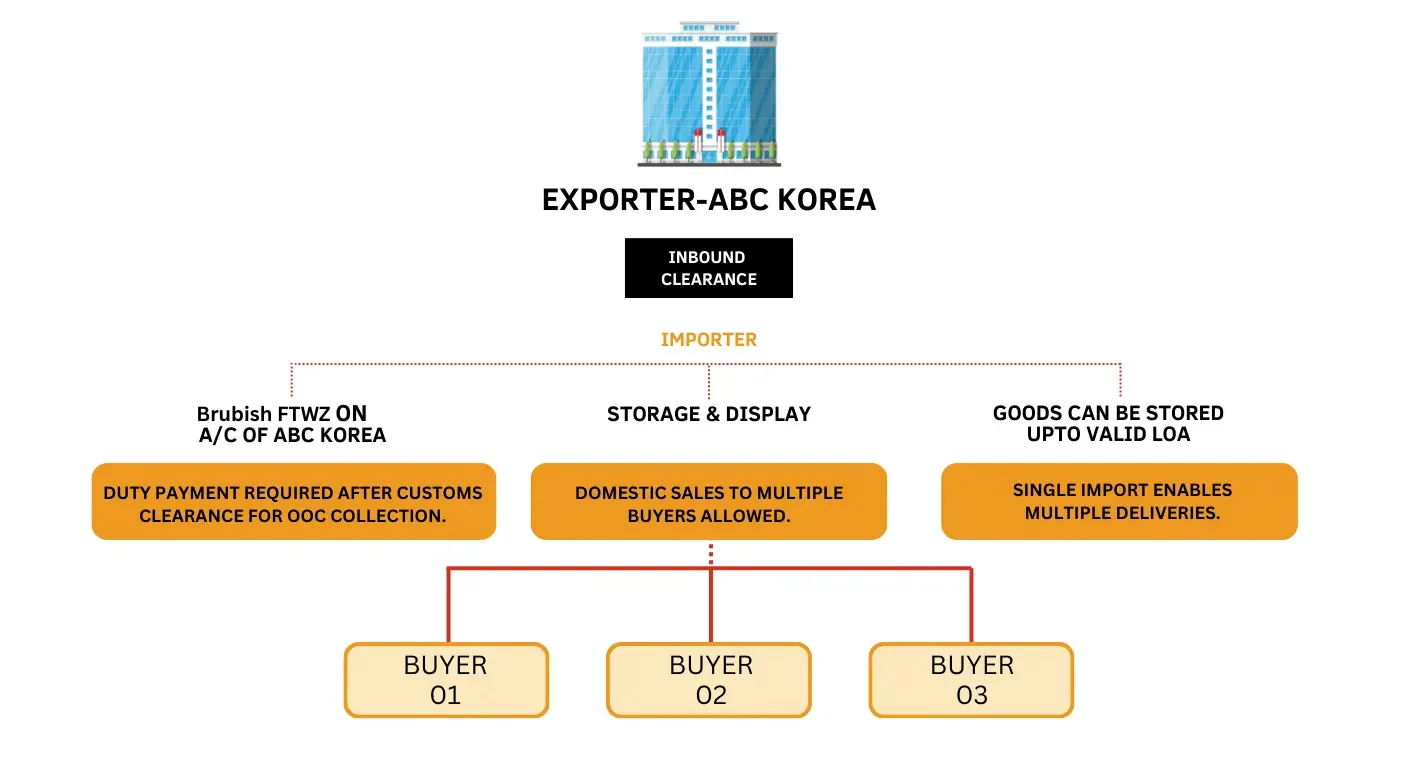 EXPORTER-ABC KOREA
INBOUND
CLEARANCE
IMPORTER
Brubish FTWZ ON
A/C OF ABC KOREA
STORAGE & DISPLAY
GOODS CAN BE STORED
UPTO VALID LOA
DUTY PAYMENT REQUIRED AFTER CUSTOMS
CLEARANCE FOR OOC COLLECTION.
DOMESTIC SALES TO MULTIPLE
BUYERS ALLOWED.
SINGLE IMPORT ENABLES
MULTIPLE DELIVERIES.
BUYER
01
BUYER
02
BUYER
03